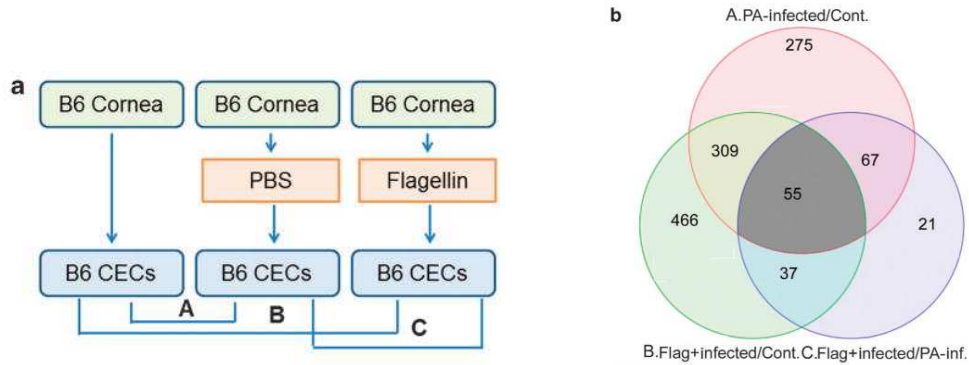 a
B6 Cornea B6 Cornea B6 Cornea
PBS Flagellin
B6 CECs B6 CECs B6 CECs
A B C
b
A.PA-infected/Cont.
275
309 67
55
466 21
37
B.Flag+infected/Cont. C.Flag+infected/PA-inf.